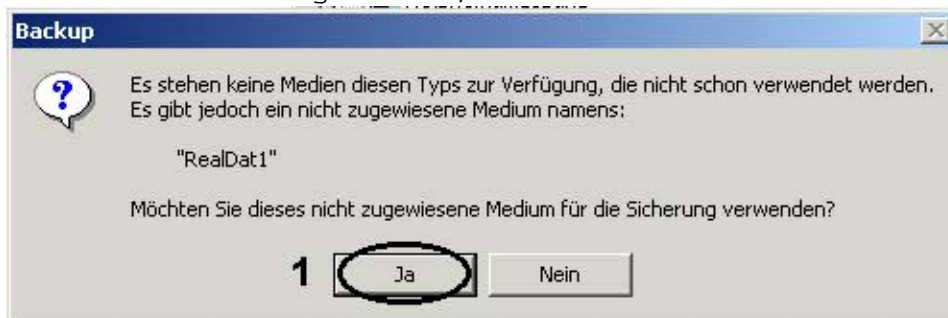 Backup
Es stehen keine Medien diesen Typs zur Verfügung, die nicht schon verwendet werden.
Es gibt jedoch ein nicht zugewiesene Medium namens:
"RealDat1"
Möchten Sie dieses nicht zugewiesene Medium für die Sicherung verwenden?
1 Ja Nein